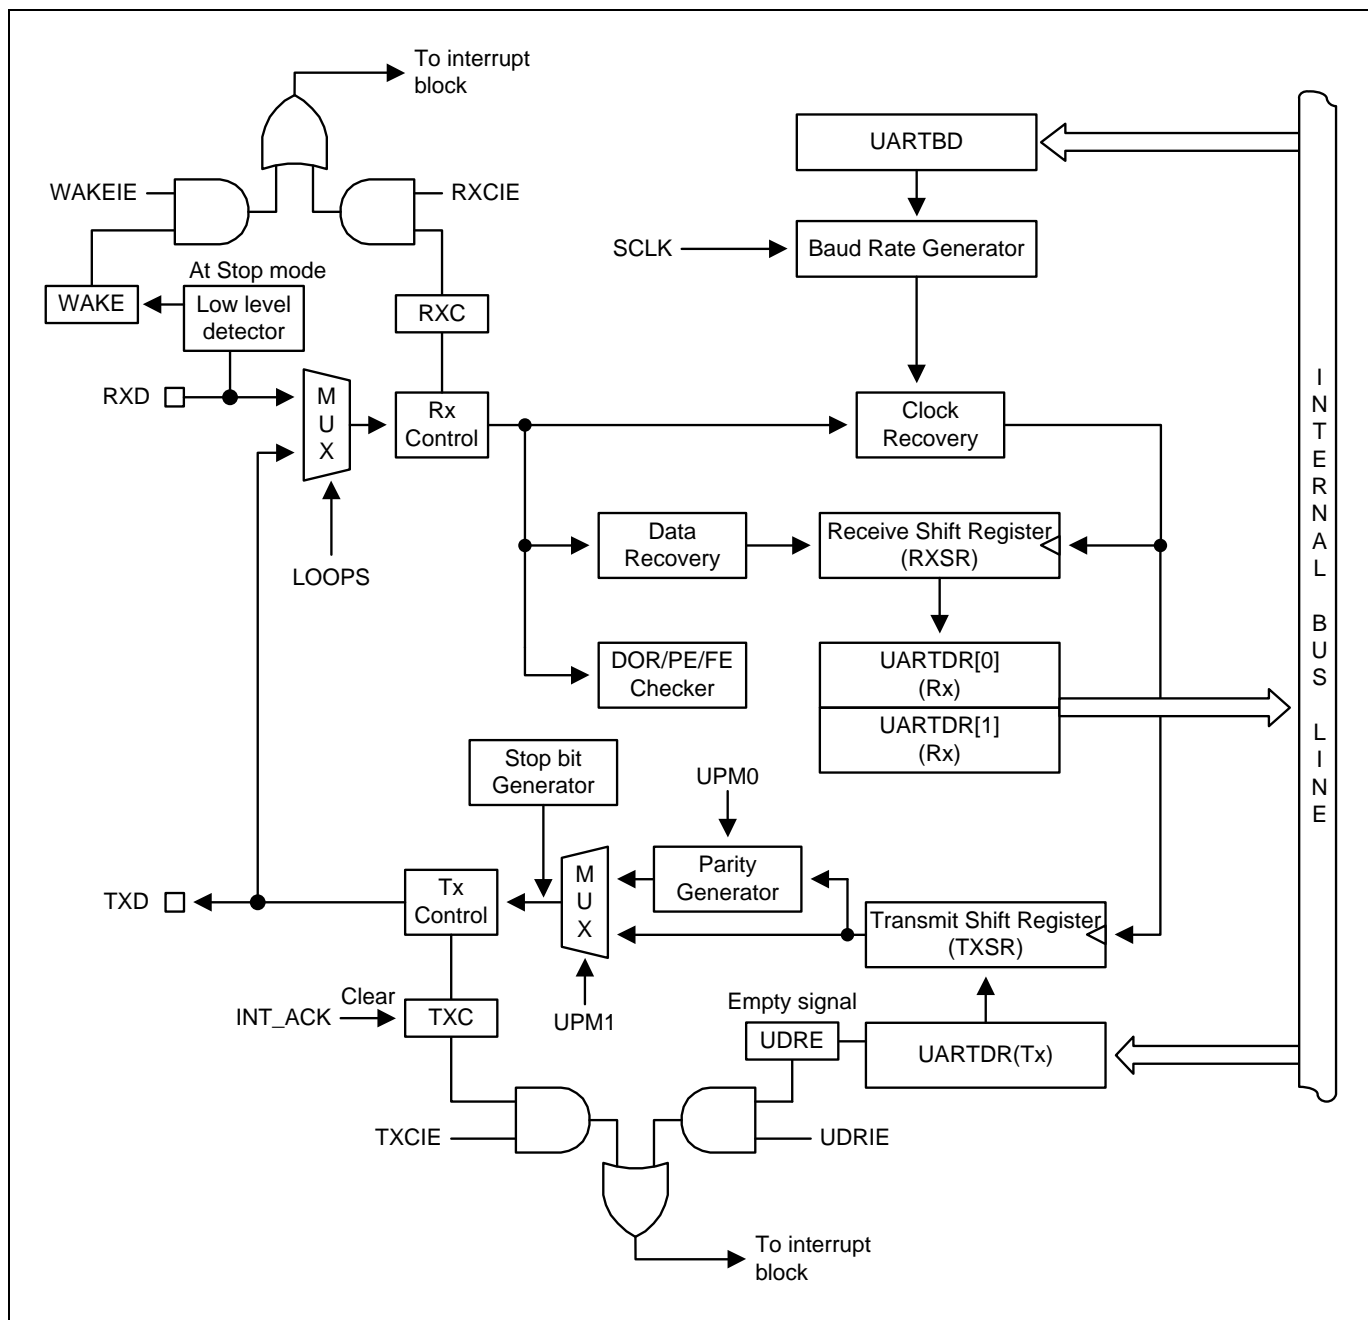 To interrupt
block
UARTBD
WAKEIE
RXCIE
SCLK
Baud Rate Generator
At Stop mode
WAKE
Low level
detector
RXC
RXD
M
U
X
Rx
Control
Clock
Recovery
LOOPS
Data
Recovery
Receive Shift Register
(RXSR)
DOR/PE/FE
Checker
UARTDR[0]
(Rx)
UARTDR[1]
(Rx)
INTERNAL BUS LINE
Stop bit
Generator
UPM0
TXD
Tx
Control
M
U
X
Parity
Generator
Transmit Shift Register
(TXSR)
INT_ACK
Clear
TXC
UPM1
Empty signal
UDRE
UARTDR(Tx)
TXCIE
UDRIE
To interrupt
block